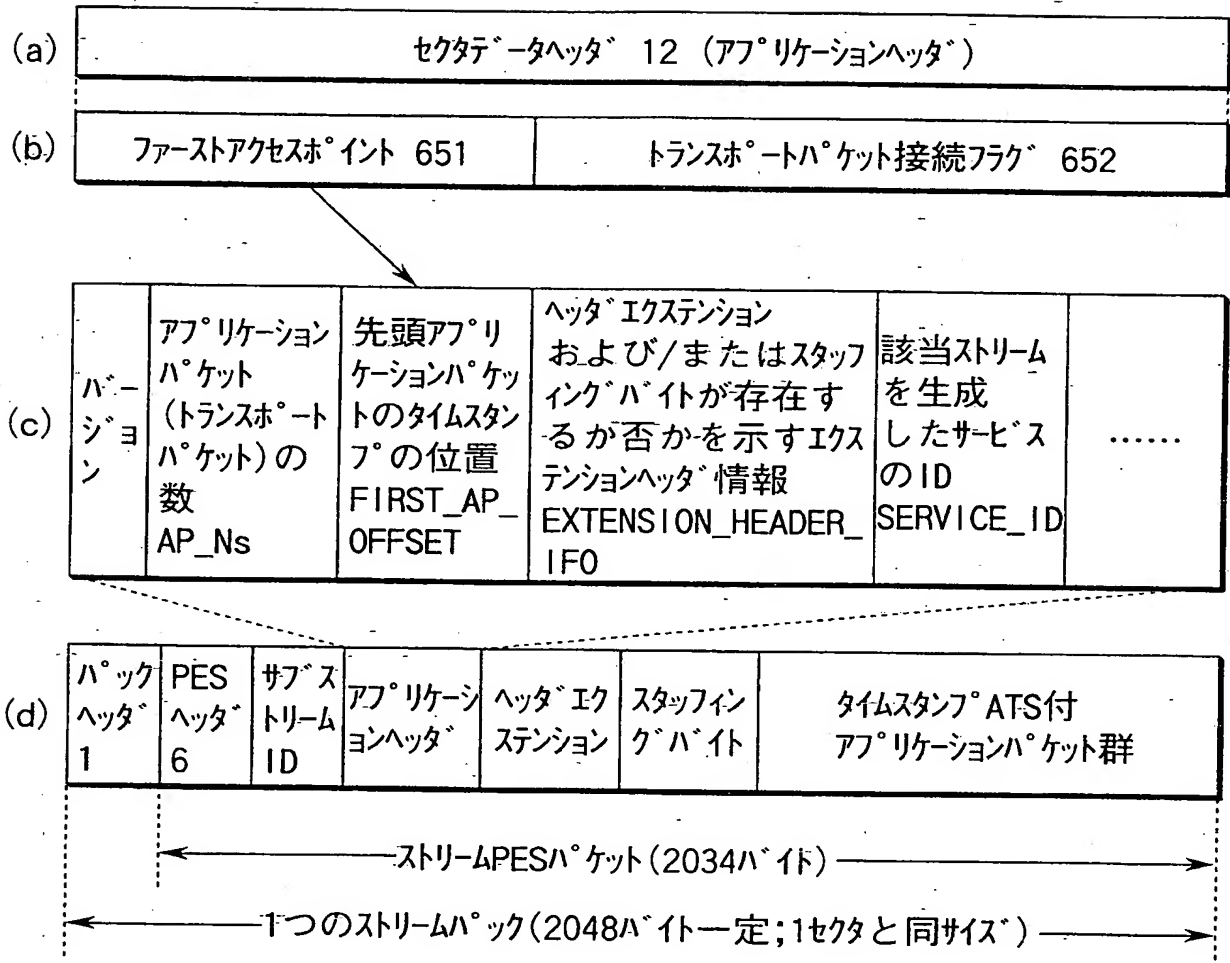 (a)
セクタデータヘッダ 12 (アプリケーションヘッダ)
(b)
ファーストアクセスポイント 651
トランスポートパケット接続フラグ 652
(c)
バー
ジョ
ン
アプリケーション
パケット
(トランスポート
パケット)の
数
AP_Ns
先頭アプリ
ケーションパケッ
トのタイムスタン
プの位置
FIRST_AP_
OFFSET
ヘッダエクステンション
および/またはスタッフ
ィングバイトが存在す
るか否かを示すエクス
テンションヘッダ情報
EXTENSION_HEADER_
IFO
該当ストリーム
を生成
したサービス
のID
SERVICE_ID
......
(d)
パック
ヘッダ
1
PES
ヘッダ
6
サブス
トリーム
ID
アプリケーシ
ョンヘッダ
ヘッダエク
ステンション
スタッフィン
グバイト
タイムスタンプATS付
アプリケーションパケット群
ストリームPESパケット(2034バイト)
1つのストリームパック(2048バイト一定;1セクタと同サイズ)